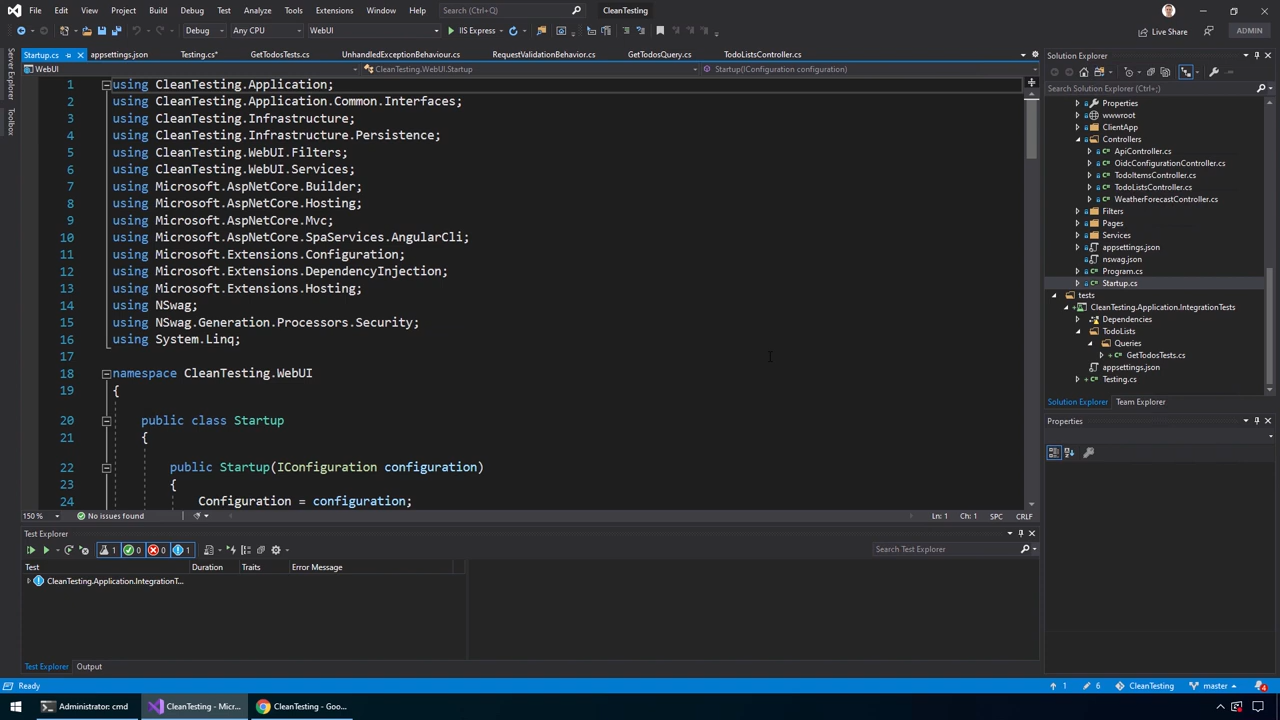 File Edit View Project Build Debug Test Analyze Tools Extensions Window Help Search (Ctrl+Q) CleanTesting
Debug Any CPU WebUI IIS Express Live Share ADMIN
Startup.cs appsettings.json Testing.cs* GetTodosTests.cs UnhandledExceptionBehaviour.cs RequestValidationBehavior.cs GetTodosQuery.cs TodoListsController.cs
WebUI CleanTesting.WebUI.Startup Startup(IConfiguration configuration)
Server Explorer
Toolbox
1 using CleanTesting.Application;
2 using CleanTesting.Application.Common.Interfaces;
3 using CleanTesting.Infrastructure;
4 using CleanTesting.Infrastructure.Persistence;
5 using CleanTesting.WebUI.Filters;
6 using CleanTesting.WebUI.Services;
7 using Microsoft.AspNetCore.Builder;
8 using Microsoft.AspNetCore.Hosting;
9 using Microsoft.AspNetCore.Mvc;
10 using Microsoft.AspNetCore.SpaServices.AngularCli;
11 using Microsoft.Extensions.Configuration;
12 using Microsoft.Extensions.DependencyInjection;
13 using Microsoft.Extensions.Hosting;
14 using NSwag;
15 using NSwag.Generation.Processors.Security;
16 using System.Linq;
17
18 namespace CleanTesting.WebUI
19 {
20 public class Startup
21 {
22 public Startup(IConfiguration configuration)
23 {
24 Configuration = configuration;
150 % No issues found Ln: 1 Ch: 1 SPC CRLF
Solution Explorer
Search Solution Explorer (Ctrl+;)
Properties
wwwroot
ClientApp
Controllers
ApiController.cs
OidcConfigurationController.cs
TodoItemsController.cs
TodoListsController.cs
WeatherForecastController.cs
Filters
Pages
Services
appsettings.json
nswag.json
Program.cs
Startup.cs
tests
CleanTesting.Application.IntegrationTests
Dependencies
TodoLists
Queries
GetTodosTests.cs
appsettings.json
Testing.cs
Solution Explorer Team Explorer
Properties
Test Explorer
1 0 0 1 Search Test Explorer
Test Duration Traits Error Message
CleanTesting.Application.IntegrationT...
Test Explorer Output
Ready 1 6 CleanTesting master 4
Administrator: cmd CleanTesting - Micr... CleanTesting - Goo...